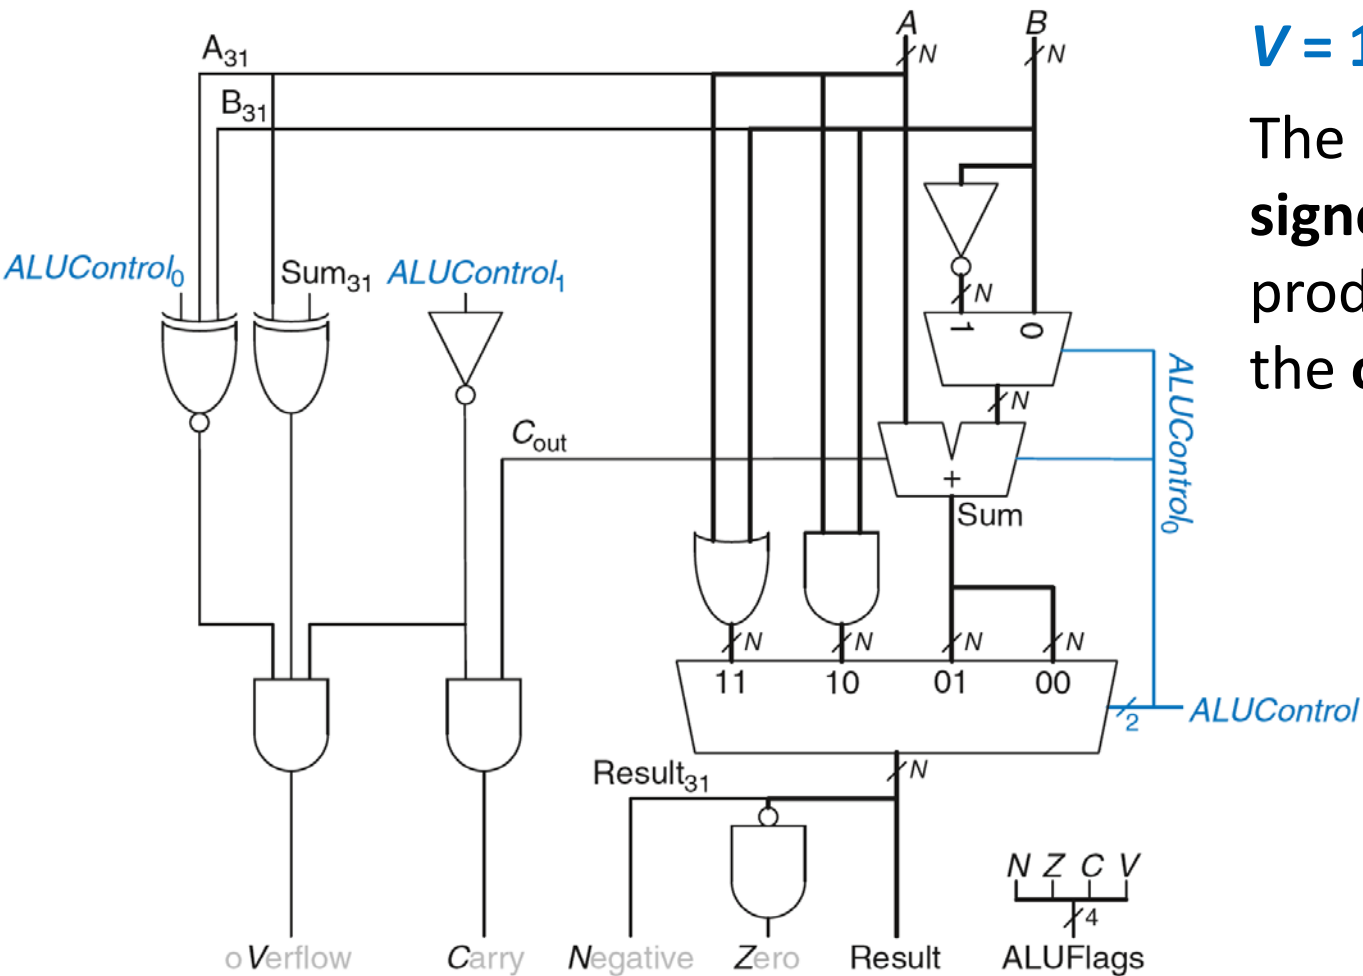 A B
V = 1
A31 N N
The
B31
signe
ALUControl0 Sum31 ALUControl1
prod
N
1 0
the
N
ALUControl0
Cout
+
Sum
N N N N
11 10 01 00
2 ALUControl
Result31 N
N Z C V
4
oVerflow Carry Negative Zero Result ALUFlags